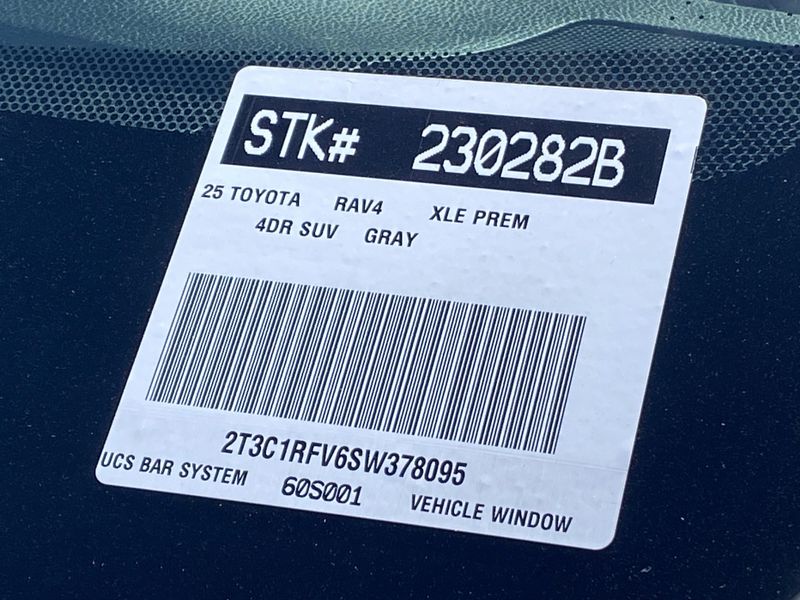 STK# 230282B
25 TOYOTA RAV4 XLE PREM
4DR SUV GRAY
2T3C1RFV6SW378095
UCS BAR SYSTEM 60S001 VEHICLE WINDOW